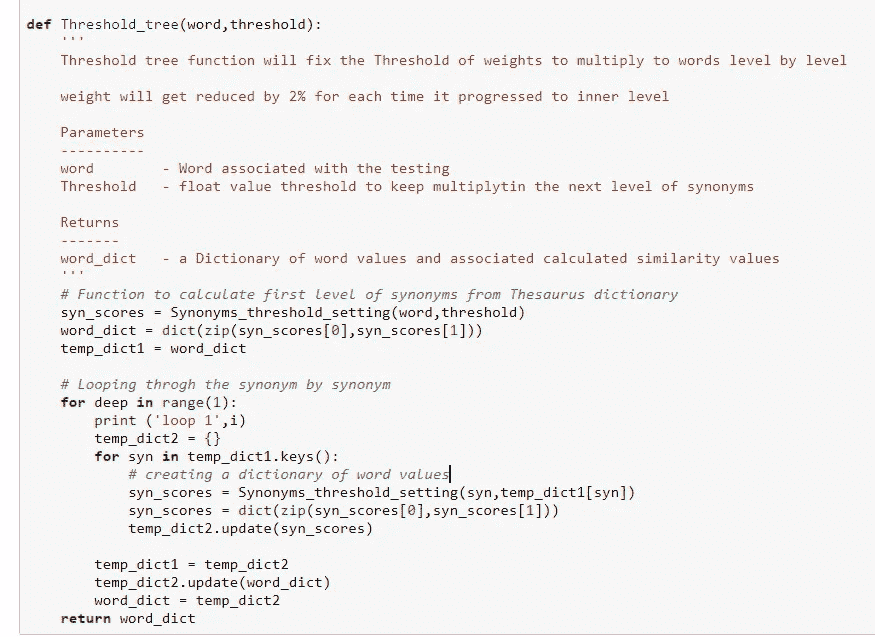 def Threshold_tree(word,threshold):
    '''
    Threshold tree function will fix the Threshold of weights to multiply to words level by level

    weight will get reduced by 2% for each time it progressed to inner level

    Parameters
    ----------
    word        - Word associated with the testing
    Threshold   - float value threshold to keep multiplytin the next level of synonyms

    Returns
    -------
    word_dict   - a Dictionary of word values and associated calculated similarity values
    '''
    # Function to calculate first level of synonyms from Thesaurus dictionary
    syn_scores = Synonyms_threshold_setting(word,threshold)
    word_dict = dict(zip(syn_scores[0],syn_scores[1]))
    temp_dict1 = word_dict

    # Looping throgh the synonym by synonym
    for deep in range(1):
        print ('loop 1',i)
        temp_dict2 = {}
        for syn in temp_dict1.keys():
            # creating a dictionary of word values
            syn_scores = Synonyms_threshold_setting(syn,temp_dict1[syn])
            syn_scores = dict(zip(syn_scores[0],syn_scores[1]))
            temp_dict2.update(syn_scores)

        temp_dict1 = temp_dict2
        temp_dict2.update(word_dict)
        word_dict = temp_dict2
    return word_dict